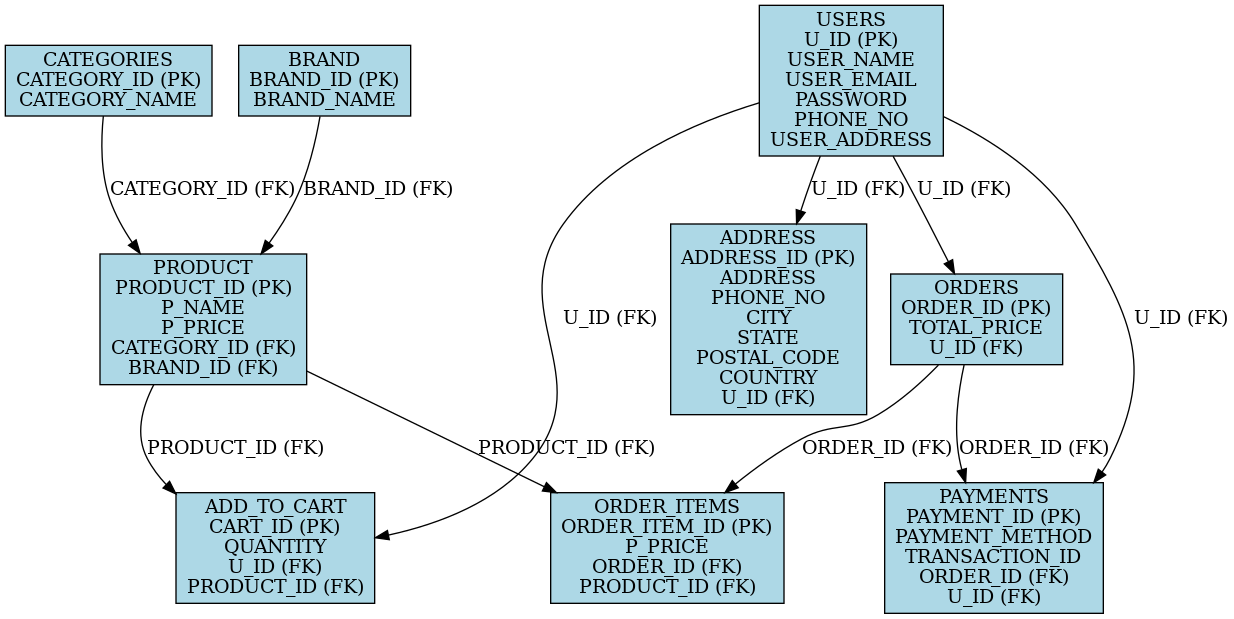 CATEGORIES
CATEGORY_ID (PK)
CATEGORY_NAME
BRAND
BRAND_ID (PK)
BRAND_NAME
USERS
U_ID (PK)
USER_NAME
USER_EMAIL
PASSWORD
PHONE_NO
USER_ADDRESS
CATEGORY_ID (FK)
BRAND_ID (FK)
U_ID (FK)
U_ID (FK)
PRODUCT
PRODUCT_ID (PK)
P_NAME
P_PRICE
CATEGORY_ID (FK)
BRAND_ID (FK)
U_ID (FK)
ADDRESS
ADDRESS_ID (PK)
ADDRESS
PHONE_NO
CITY
STATE
POSTAL_CODE
COUNTRY
U_ID (FK)
ORDERS
ORDER_ID (PK)
TOTAL_PRICE
U_ID (FK)
U_ID (FK)
PRODUCT_ID (FK)
PRODUCT_ID (FK)
ORDER_ID (FK)
ORDER_ID (FK)
ADD_TO_CART
CART_ID (PK)
QUANTITY
U_ID (FK)
PRODUCT_ID (FK)
ORDER_ITEMS
ORDER_ITEM_ID (PK)
P_PRICE
ORDER_ID (FK)
PRODUCT_ID (FK)
PAYMENTS
PAYMENT_ID (PK)
PAYMENT_METHOD
TRANSACTION_ID
ORDER_ID (FK)
U_ID (FK)